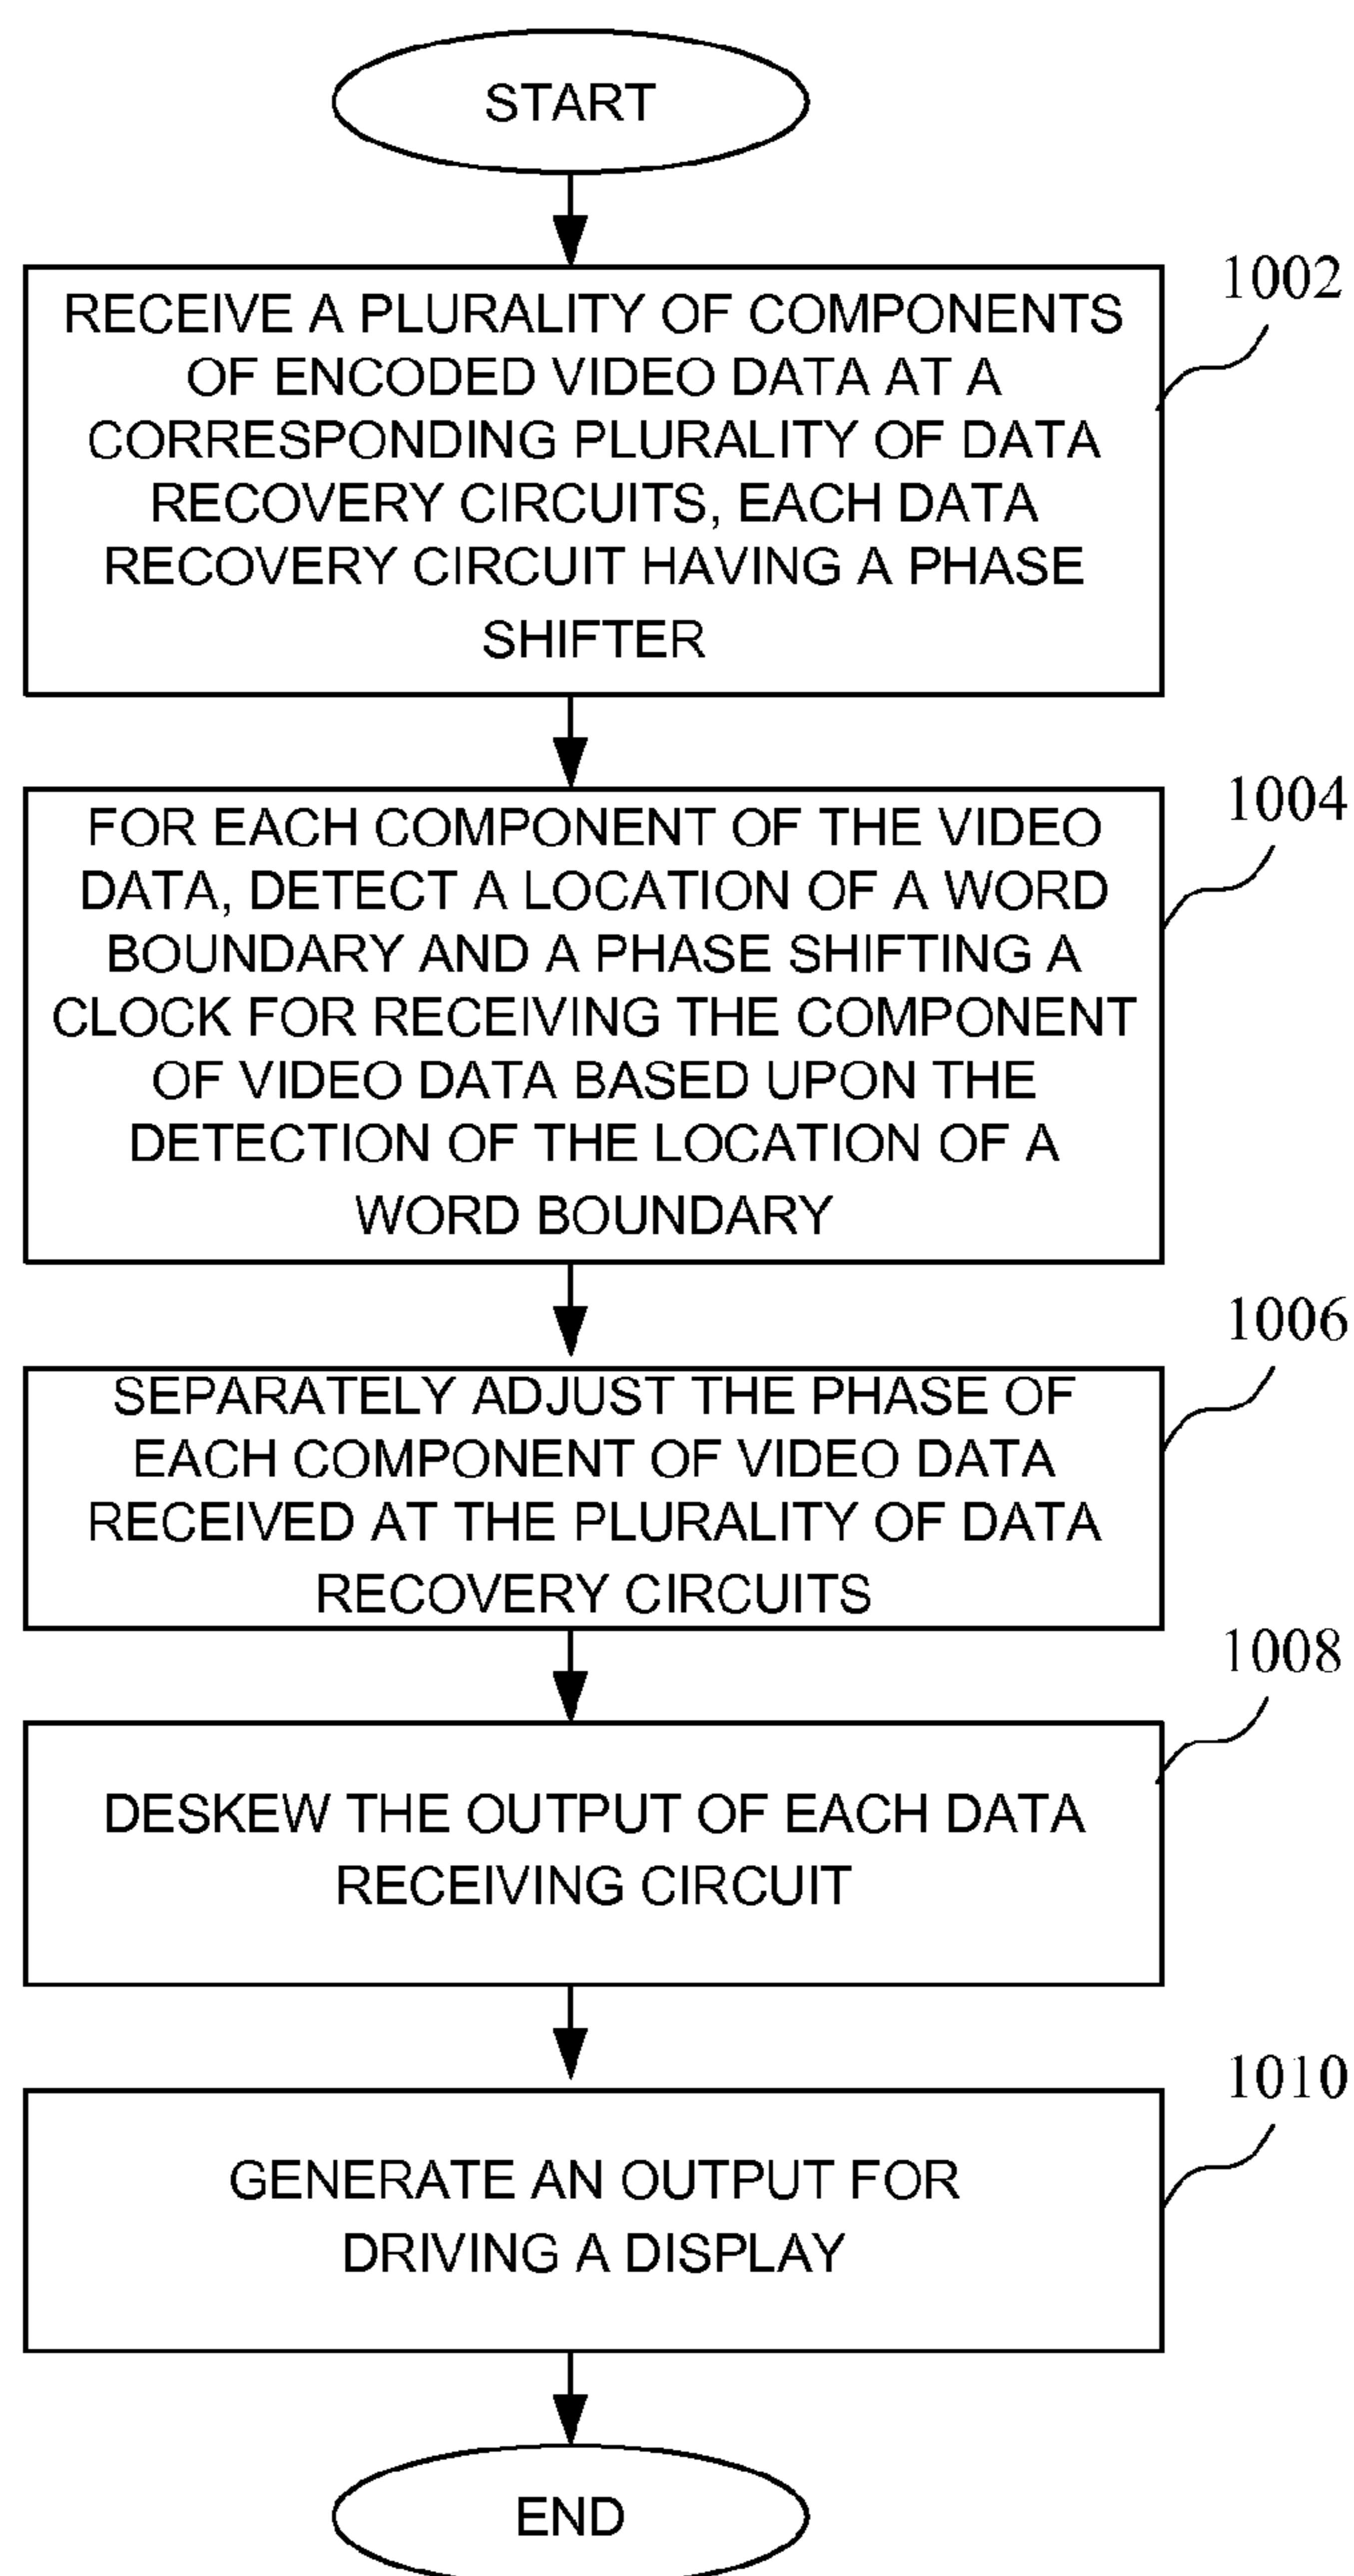 START
1002
RECEIVE A PLURALITY OF COMPONENTS
OF ENCODED VIDEO DATA AT A
CORRESPONDING PLURALITY OF DATA
RECOVERY CIRCUITS, EACH DATA
RECOVERY CIRCUIT HAVING A PHASE
SHIFTER
1004
FOR EACH COMPONENT OF THE VIDEO
DATA, DETECT A LOCATION OF A WORD
BOUNDARY AND A PHASE SHIFTING A
CLOCK FOR RECEIVING THE COMPONENT
OF VIDEO DATA BASED UPON THE
DETECTION OF THE LOCATION OF A
WORD BOUNDARY
1006
SEPARATELY ADJUST THE PHASE OF
EACH COMPONENT OF VIDEO DATA
RECEIVED AT THE PLURALITY OF DATA
RECOVERY CIRCUITS
1008
DESKEW THE OUTPUT OF EACH DATA
RECEIVING CIRCUIT
1010
GENERATE AN OUTPUT FOR
DRIVING A DISPLAY
END